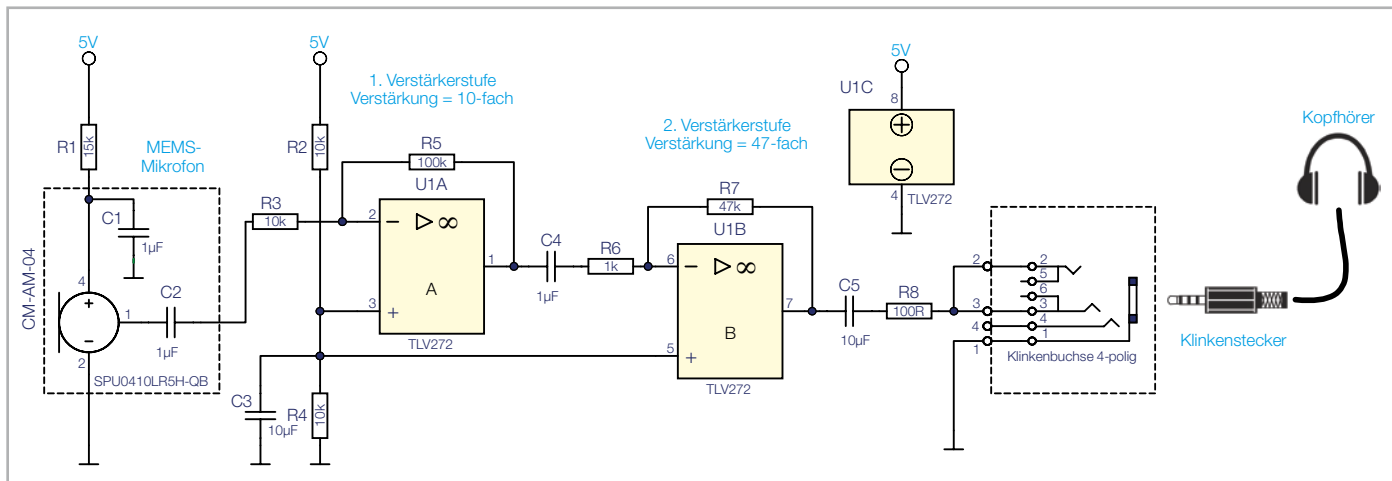 5V
R1
15k
MEMS-
Mikrofon
CM-AM-04
C1
1µF
4
+
1
-
2
C2
1µF
SPU0410LR5H-QB
5V
R2
10k
1. Verstärkerstufe
Verstärkung = 10-fach
R3
10k
R5
100k
U1A
2
-
∞
1
A
3
+
TLV272
C3
10µF
R4
10k
C4
1µF
R6
1k
2. Verstärkerstufe
Verstärkung = 47-fach
R7
47k
U1B
6
-
∞
7
B
5
+
TLV272
5V
U1C
8
+
-
4
TLV272
C5
10µF
R8
100R
2
3
4
1
2
5
6
3
4
1
Klinkenbuchse 4-polig
Kopfhörer
Klinkenstecker